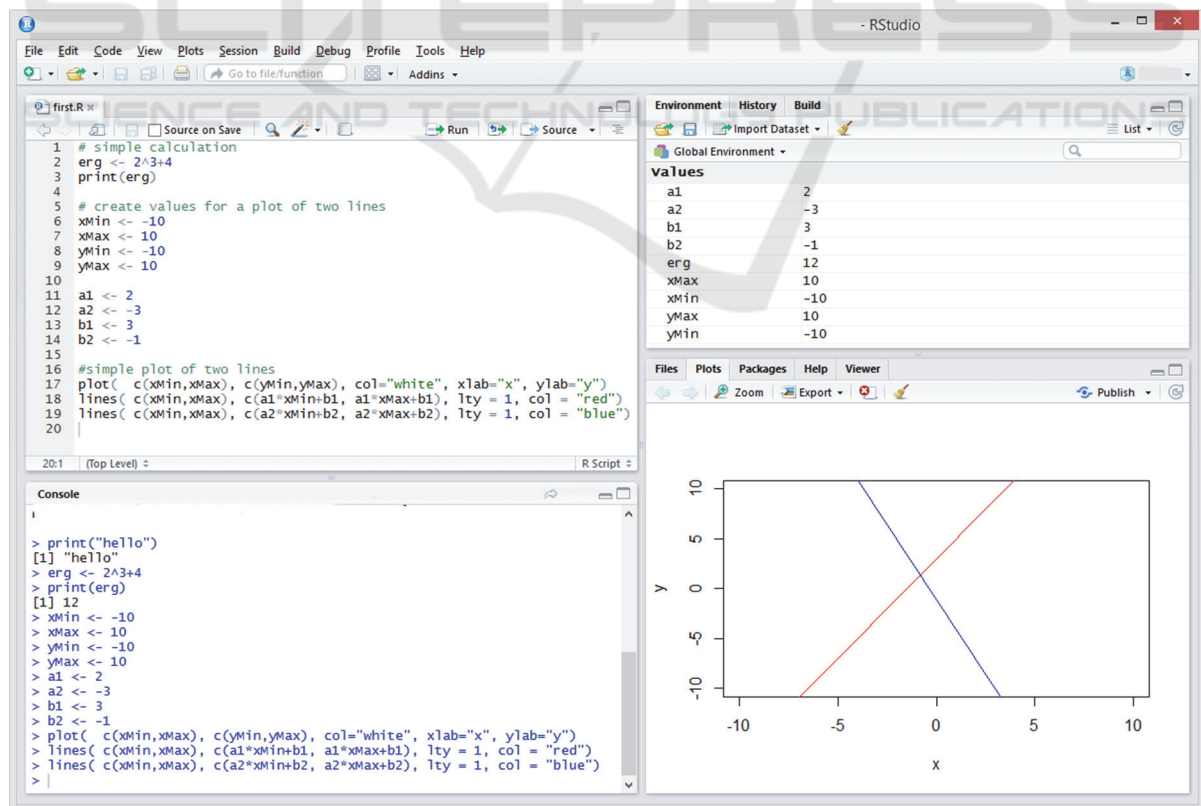 SCITEPRESS
SCIENCE AND TECHNOLOGY PUBLICATIONS
- RStudio
File Edit Code View Plots Session Build Debug Profile Tools Help
Go to file/function Addins
first.R
Source on Save Run Source
1 # simple calculation
2 erg <- 2^3+4
3 print(erg)
4
5 # create values for a plot of two lines
6 xMin <- -10
7 xMax <- 10
8 yMin <- -10
9 yMax <- 10
10
11 a1 <- 2
12 a2 <- -3
13 b1 <- 3
14 b2 <- -1
15
16 #simple plot of two lines
17 plot(  c(xMin,xMax), c(yMin,yMax), col="white", xlab="x", ylab="y")
18 lines( c(xMin,xMax), c(a1*xMin+b1, a1*xMax+b1), lty = 1, col = "red")
19 lines( c(xMin,xMax), c(a2*xMin+b2, a2*xMax+b2), lty = 1, col = "blue")
20
20:1 (Top Level) R Script
Console
> print("hello")
[1] "hello"
> erg <- 2^3+4
> print(erg)
[1] 12
> xMin <- -10
> xMax <- 10
> yMin <- -10
> yMax <- 10
> a1 <- 2
> a2 <- -3
> b1 <- 3
> b2 <- -1
> plot(  c(xMin,xMax), c(yMin,yMax), col="white", xlab="x", ylab="y")
> lines( c(xMin,xMax), c(a1*xMin+b1, a1*xMax+b1), lty = 1, col = "red")
> lines( c(xMin,xMax), c(a2*xMin+b2, a2*xMax+b2), lty = 1, col = "blue")
>
Environment History Build
Import Dataset List
Global Environment
Values
a1 2
a2 -3
b1 3
b2 -1
erg 12
xMax 10
xMin -10
yMax 10
yMin -10
Files Plots Packages Help Viewer
Zoom Export Publish
10
5
0
-5
-10
y
-10 -5 0 5 10
x